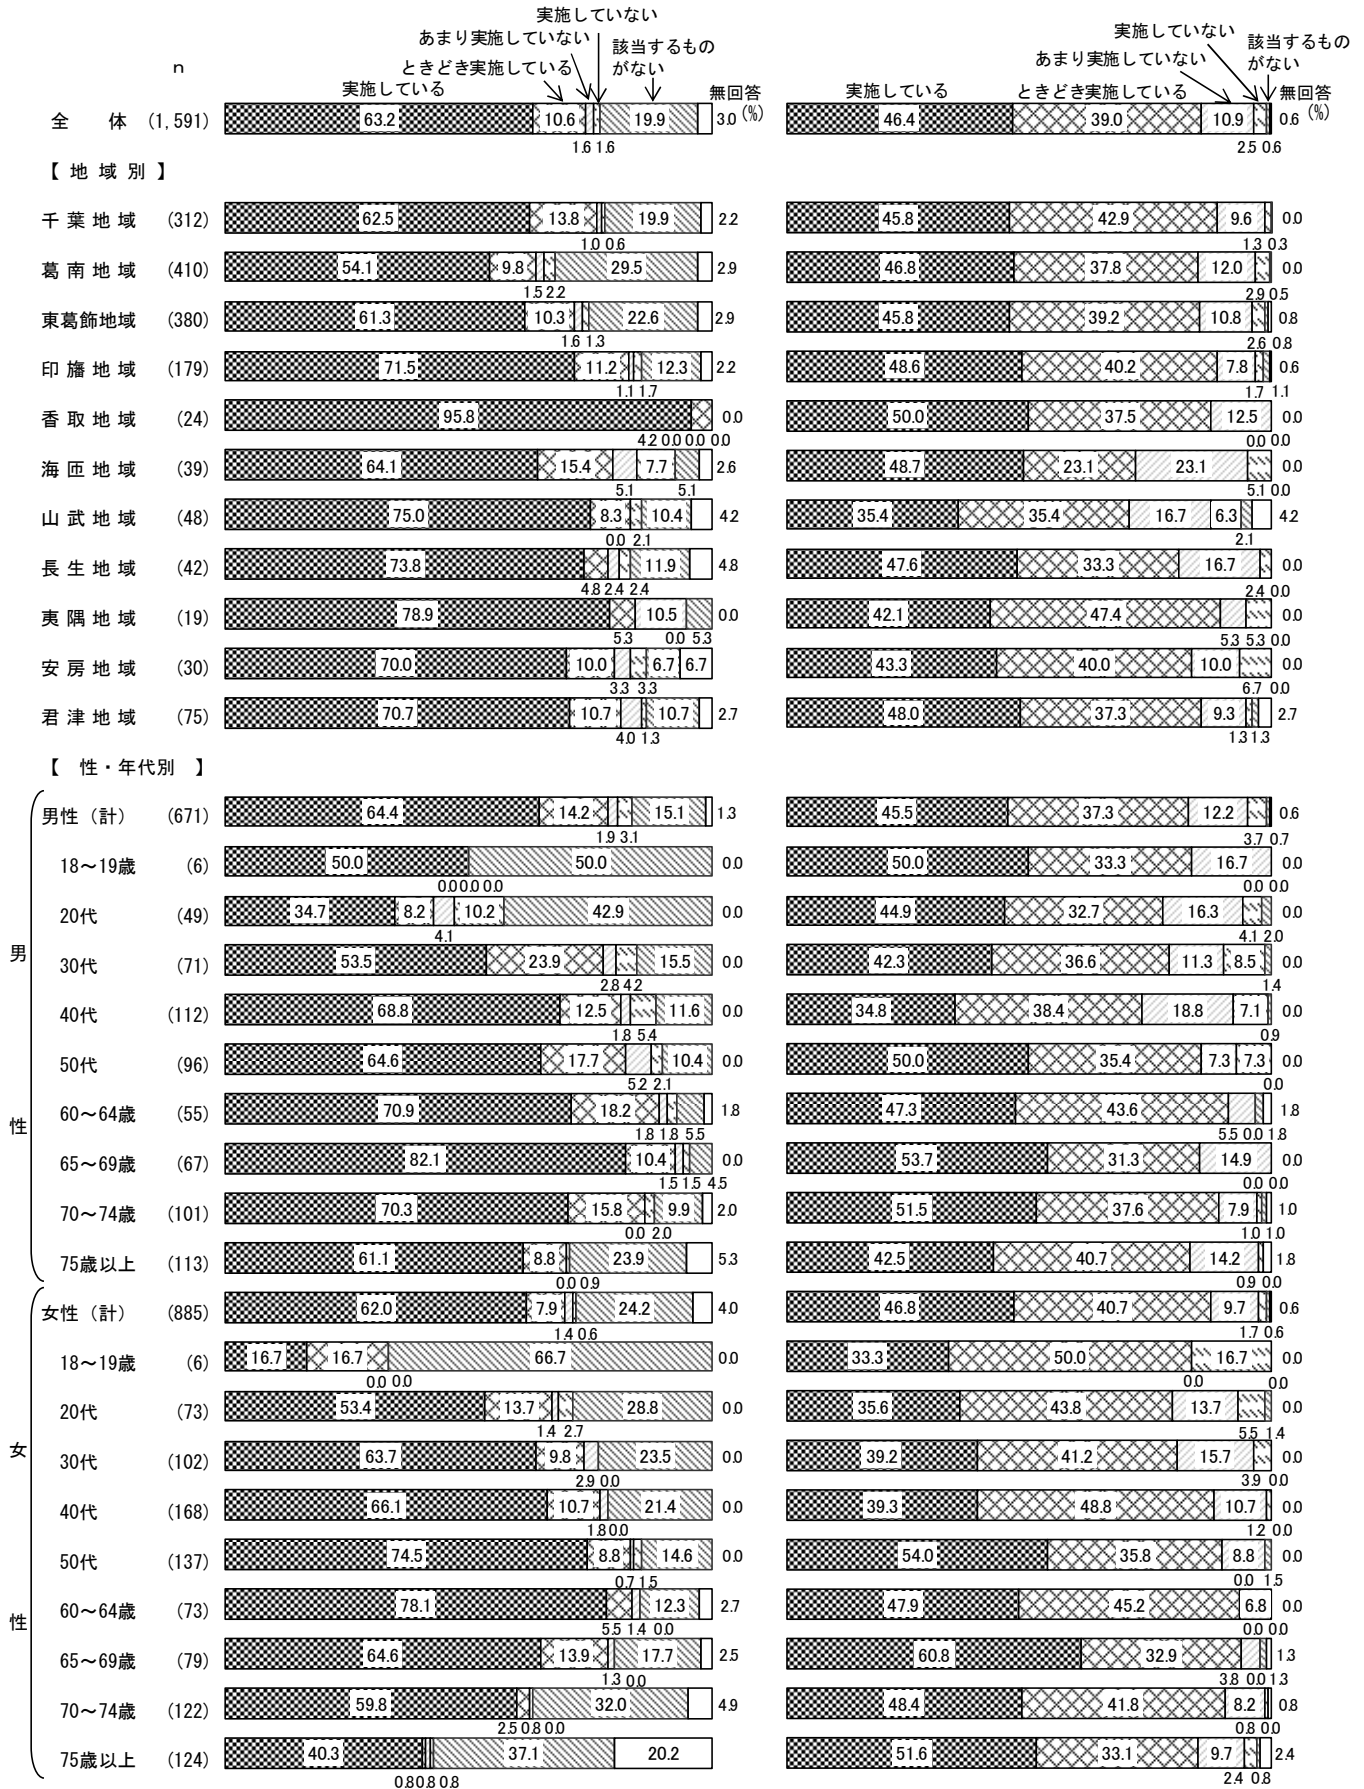 実施していない
あまり実施していない
ときどき実施している
実施している
該当するもの
無回答
(%)
実施していない
あまり実施していない
ときどき実施している
実施している
該当するもの
がない
無回答
(%)
n
全 体 (1,591) 63.2 10.6 19.9 3.0 46.4 39.0 10.9 0.6
1.6 1.6 2.5 0.6
【 地 域 別 】
千 葉 地 域 (312) 62.5 13.8 19.9 2.2 45.8 42.9 9.6 0.0
1.0 0.6 1.3 0.3
葛 南 地 域 (410) 54.1 9.8 29.5 2.9 46.8 37.8 12.0 0.0
1.5 2.2 2.9 0.5
東葛飾地域 (380) 61.3 10.3 22.6 2.9 45.8 39.2 10.8 0.8
1.6 1.3 2.6 0.8
印 旛 地 域 (179) 71.5 11.2 12.3 2.2 48.6 40.2 7.8 0.6
1.1 1.7 1.7 1.1
香 取 地 域 (24) 95.8 0.0 50.0 37.5 12.5 0.0
4.2 0.0 0.0 0.0 0.0 0.0
海 匝 地 域 (39) 64.1 15.4 7.7 2.6 48.7 23.1 23.1 0.0
5.1 5.1 5.1 0.0
山 武 地 域 (48) 75.0 8.3 10.4 4.2 35.4 35.4 16.7 6.3 4.2
0.0 2.1 2.1
長 生 地 域 (42) 73.8 11.9 4.8 47.6 33.3 16.7 0.0
4.8 2.4 2.4 2.4 0.0
夷 隅 地 域 (19) 78.9 10.5 0.0 42.1 47.4 0.0
5.3 0.0 5.3 5.3 5.3 0.0
安 房 地 域 (30) 70.0 10.0 6.7 6.7 43.3 40.0 10.0 0.0
3.3 3.3 6.7 0.0
君 津 地 域 (75) 70.7 10.7 10.7 2.7 48.0 37.3 9.3 2.7
4.0 1.3 1.3 1.3
【 性・年代別 】
男性（計） (671) 64.4 14.2 15.1 1.3 45.5 37.3 12.2 0.6
1.9 3.1 3.7 0.7
18～19歳 (6) 50.0 50.0 0.0 50.0 33.3 16.7 0.0
0.0 0.0 0.0 0.0 0.0
20代 (49) 34.7 8.2 10.2 42.9 0.0 44.9 32.7 16.3 0.0
4.1 4.1 2.0
男
30代 (71) 53.5 23.9 15.5 0.0 42.3 36.6 11.3 8.5 0.0
2.8 4.2 1.4
40代 (112) 68.8 12.5 11.6 0.0 34.8 38.4 18.8 7.1 0.0
1.8 5.4 0.9
50代 (96) 64.6 17.7 10.4 0.0 50.0 35.4 7.3 7.3 0.0
5.2 2.1 0.0
60～64歳 (55) 70.9 18.2 1.8 47.3 43.6 1.8
性
1.8 1.8 5.5 5.5 0.0 1.8
65～69歳 (67) 82.1 10.4 0.0 53.7 31.3 14.9 0.0
1.5 1.5 4.5 0.0 0.0
70～74歳 (101) 70.3 15.8 9.9 2.0 51.5 37.6 7.9 1.0
0.0 2.0 1.0 1.0
75歳以上 (113) 61.1 8.8 23.9 5.3 42.5 40.7 14.2 1.8
0.0 0.9 0.9 0.0
女性（計） (885) 62.0 7.9 24.2 4.0 46.8 40.7 9.7 0.6
1.4 0.6 1.7 0.6
18～19歳 (6) 16.7 16.7 66.7 0.0 33.3 50.0 16.7 0.0
0.0 0.0 0.0 0.0
20代 (73) 53.4 13.7 28.8 0.0 35.6 43.8 13.7 0.0
1.4 2.7 5.5 1.4
女
30代 (102) 63.7 9.8 23.5 0.0 39.2 41.2 15.7 0.0
2.9 0.0 3.9 0.0
40代 (168) 66.1 10.7 21.4 0.0 39.3 48.8 10.7 0.0
1.8 0.0 1.2 0.0
50代 (137) 74.5 8.8 14.6 0.0 54.0 35.8 8.8 0.0
0.7 1.5 0.0 1.5
60～64歳 (73) 78.1 12.3 2.7 47.9 45.2 6.8 0.0
性
5.5 1.4 0.0 0.0 0.0
65～69歳 (79) 64.6 13.9 17.7 2.5 60.8 32.9 1.3
1.3 0.0 3.8 0.0 1.3
70～74歳 (122) 59.8 32.0 4.9 48.4 41.8 8.2 0.8
2.5 0.8 0.0 0.8 0.0
75歳以上 (124) 40.3 37.1 20.2 51.6 33.1 9.7 2.4
0.8 0.8 0.8 2.4 0.8